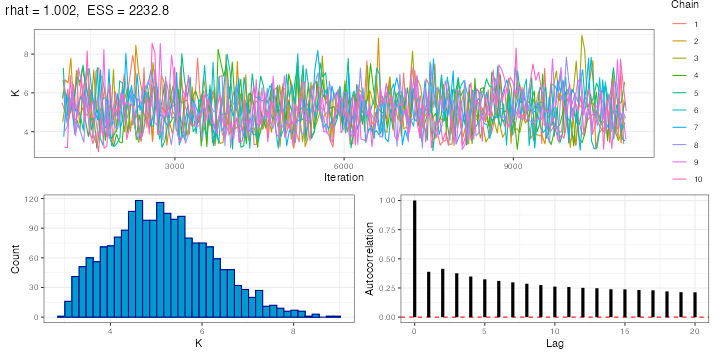 rhat = 1.002,  ESS = 2232.8
Chain
1
2
3
4
5
6
7
8
9
10
K
8
6
4
3000 6000 9000
Iteration
Count
120
90
60
30
0
4 6 8
K
Autocorrelation
1.00
0.75
0.50
0.25
0.00
0 5 10 15 20
Lag